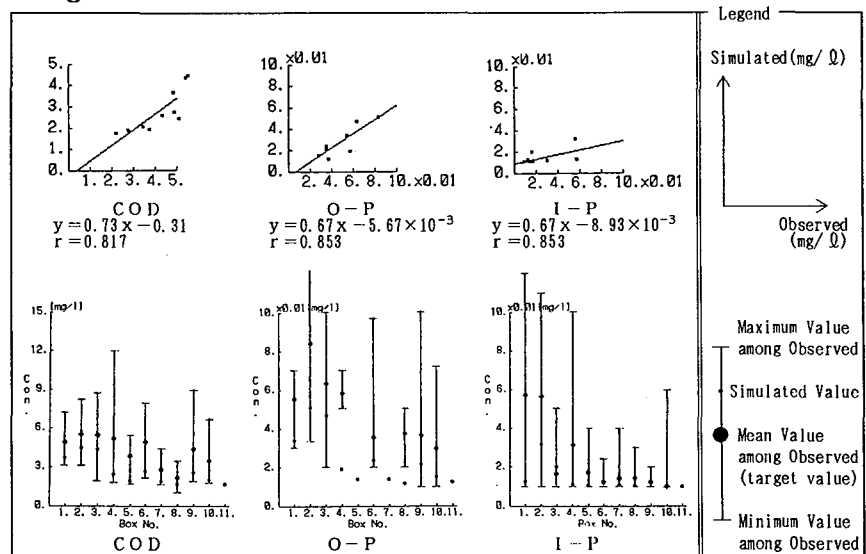 Legend
Simulated(mg/ℓ)
Observed
(mg/ℓ)
×0.01
×0.01
5.
4.
3.
2.
1.
0.
1. 2. 3. 4. 5.
10.
8.
6.
4.
2.
0.
2. 4. 6. 8. 10.×0.01
10.
8.
6.
4.
2.
0.
2. 4. 6. 8. 10.×0.01
COD
O-P
I-P
y=0.73x-0.31
r=0.817
y=0.67x-5.67×10⁻³
r=0.853
y=0.67x-8.93×10⁻³
r=0.853
[mg/l]
15.
12.
9.
6.
3.
0.
Con.
1. 2. 3. 4. 5. 6. 7. 8. 9. 10.11.
Box No.
COD
×0.01[mg/l]
10.
8.
6.
4.
2.
0.
Con.
1. 2. 3. 4. 5. 6. 7. 8. 9. 10.11.
Box No.
O-P
×0.01[mg/l]
10.
8.
6.
4.
2.
0.
Con.
1. 2. 3. 4. 5. 6. 7. 8. 9. 10.11.
Box No.
I-P
Maximum Value
among Observed
Simulated Value
Mean Value
among Observed
(target value)
Minimum Value
among Observed